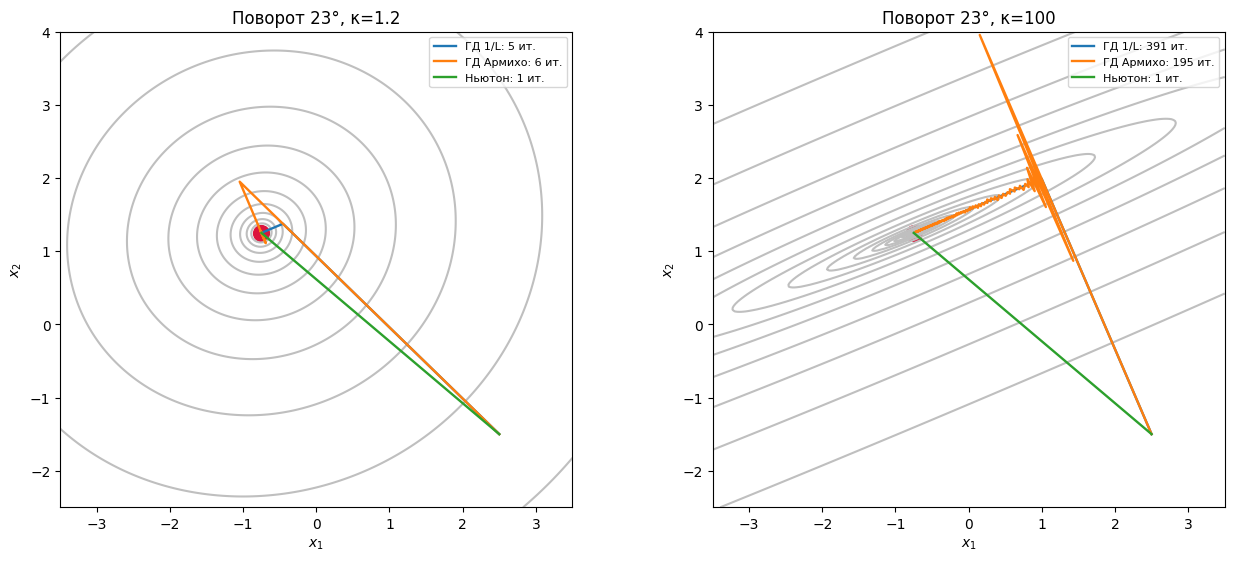 Поворот 23°, κ=1.2
ГД 1/L: 5 ит.
ГД Армихо: 6 ит.
Ньютон: 1 ит.
4
3
2
1
0
−1
−2
x₂
−3
−2
−1
0
1
2
3
x₁
Поворот 23°, κ=100
ГД 1/L: 391 ит.
ГД Армихо: 195 ит.
Ньютон: 1 ит.
4
3
2
1
0
−1
−2
x₂
−3
−2
−1
0
1
2
3
x₁